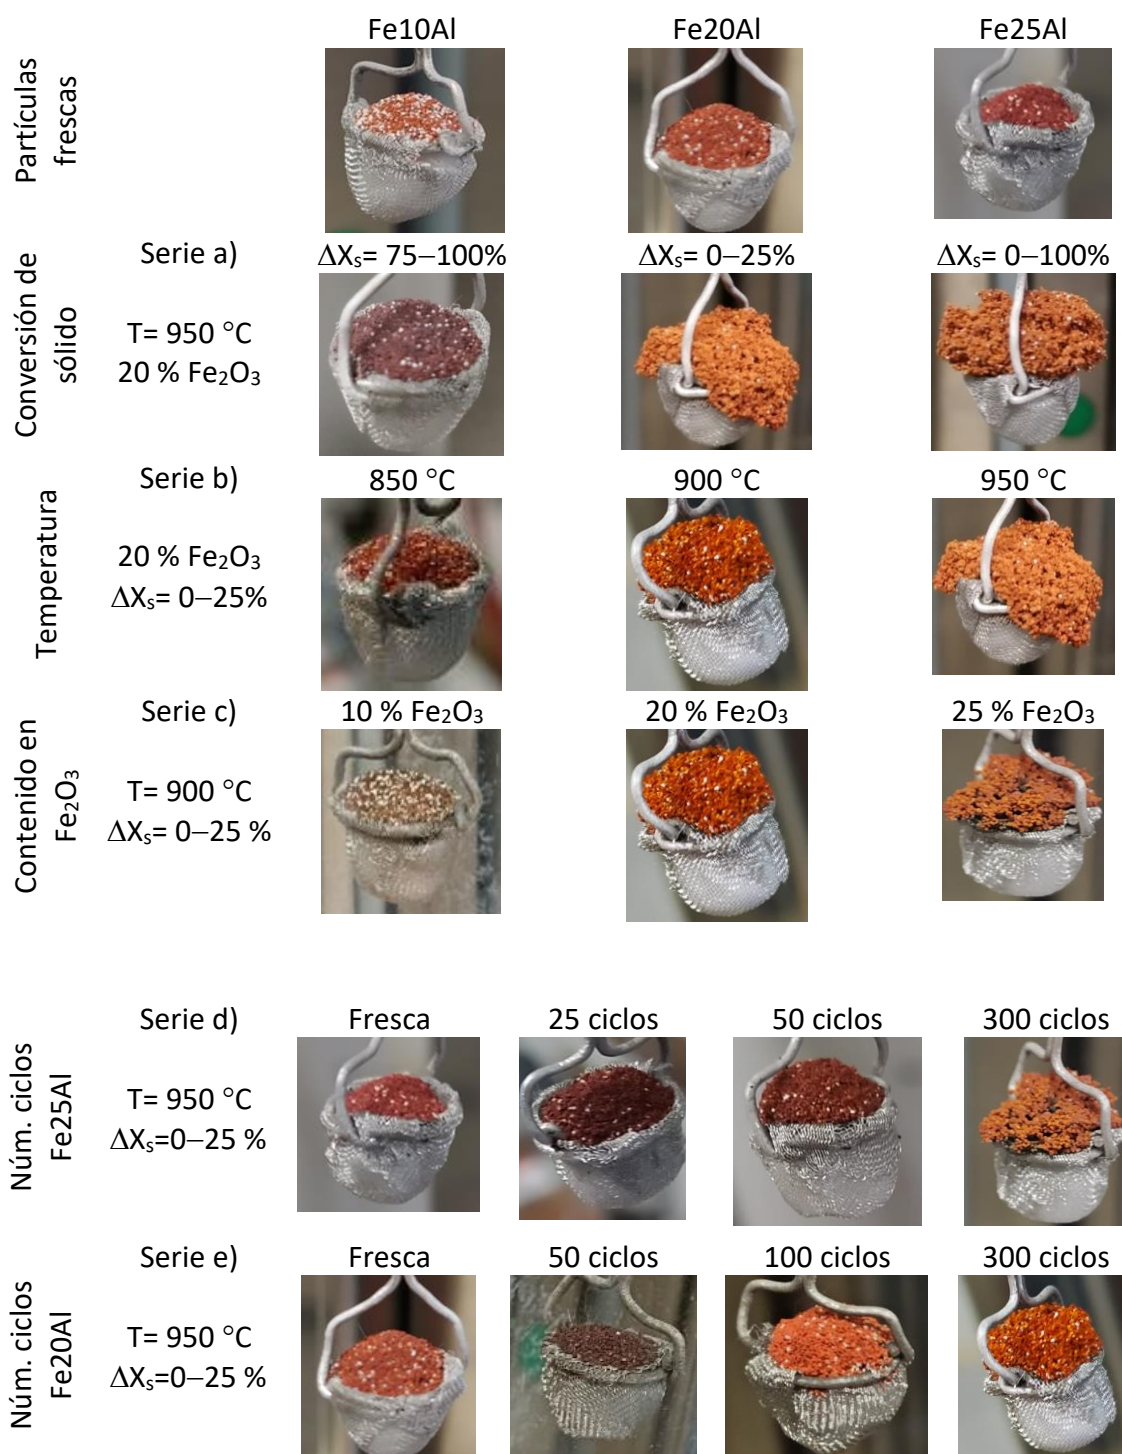 Fe10Al
Fe20Al
Fe25Al
Partículas
frescas
Conversión de
sólido
Serie a)
T= 950 °C
20 % Fe₂O₃
ΔXₛ= 75–100%
ΔXₛ= 0–25%
ΔXₛ= 0–100%
Temperatura
Serie b)
20 % Fe₂O₃
ΔXₛ= 0–25%
850 °C
900 °C
950 °C
Contenido en
Fe₂O₃
Serie c)
T= 900 °C
ΔXₛ= 0–25 %
10 % Fe₂O₃
20 % Fe₂O₃
25 % Fe₂O₃
Núm. ciclos
Fe25Al
Serie d)
T= 950 °C
ΔXₛ=0–25 %
Fresca
25 ciclos
50 ciclos
300 ciclos
Núm. ciclos
Fe20Al
Serie e)
T= 950 °C
ΔXₛ=0–25 %
Fresca
50 ciclos
100 ciclos
300 ciclos